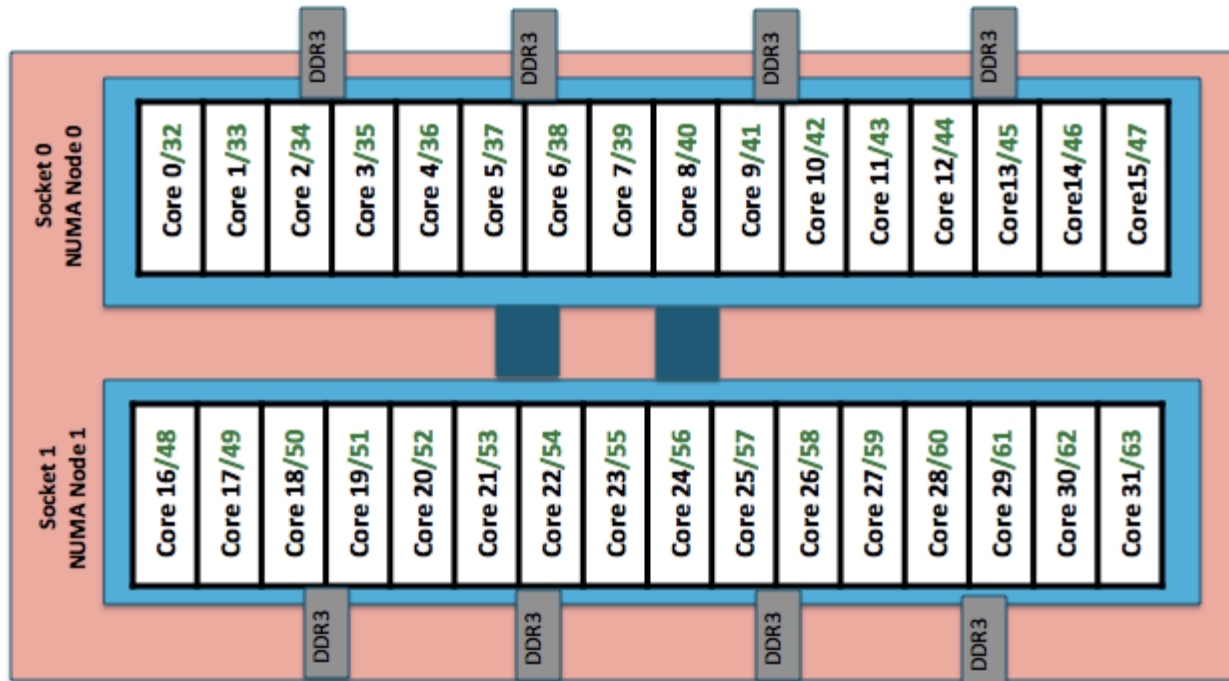 DDR3
DDR3
DDR3
DDR3
Socket 0
NUMA Node 0
Core 0/32
Core 1/33
Core 2/34
Core 3/35
Core 4/36
Core 5/37
Core 6/38
Core 7/39
Core 8/40
Core 9/41
Core 10/42
Core 11/43
Core 12/44
Core13/45
Core14/46
Core15/47
Socket 1
NUMA Node 1
Core 16/48
Core 17/49
Core 18/50
Core 19/51
Core 20/52
Core 21/53
Core 22/54
Core 23/55
Core 24/56
Core 25/57
Core 26/58
Core 27/59
Core 28/60
Core 29/61
Core 30/62
Core 31/63
DDR3
DDR3
DDR3
DDR3